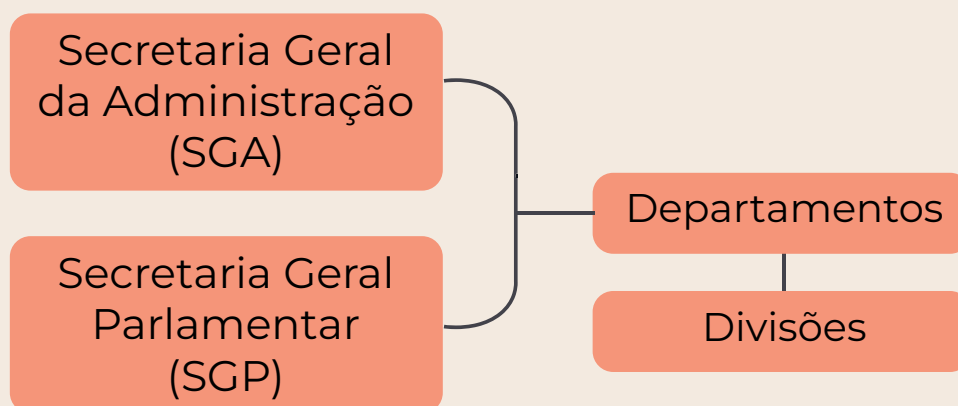 Secretaria Geral
da Administração
(SGA)
Departamentos
Secretaria Geral
Parlamentar
(SGP)
Divisões